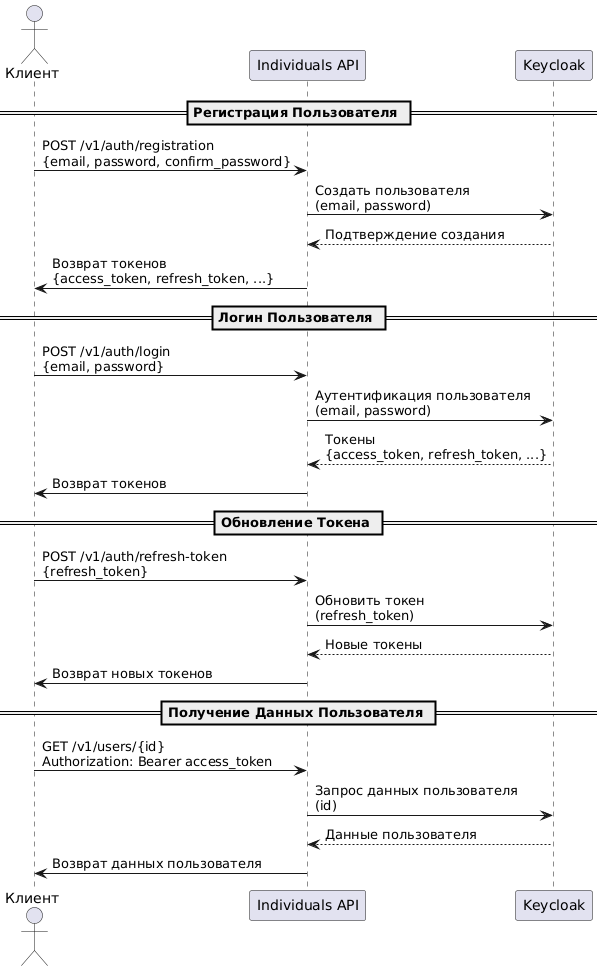 Клиент
Individuals API
Keycloak
Регистрация Пользователя
POST /v1/auth/registration
{email, password, confirm_password}
Создать пользователя
(email, password)
Подтверждение создания
Возврат токенов
{access_token, refresh_token, ...}
Логин Пользователя
POST /v1/auth/login
{email, password}
Аутентификация пользователя
(email, password)
Токены
{access_token, refresh_token, ...}
Возврат токенов
Обновление Токена
POST /v1/auth/refresh-token
{refresh_token}
Обновить токен
(refresh_token)
Новые токены
Возврат новых токенов
Получение Данных Пользователя
GET /v1/users/{id}
Authorization: Bearer access_token
Запрос данных пользователя
(id)
Данные пользователя
Возврат данных пользователя
Клиент
Individuals API
Keycloak